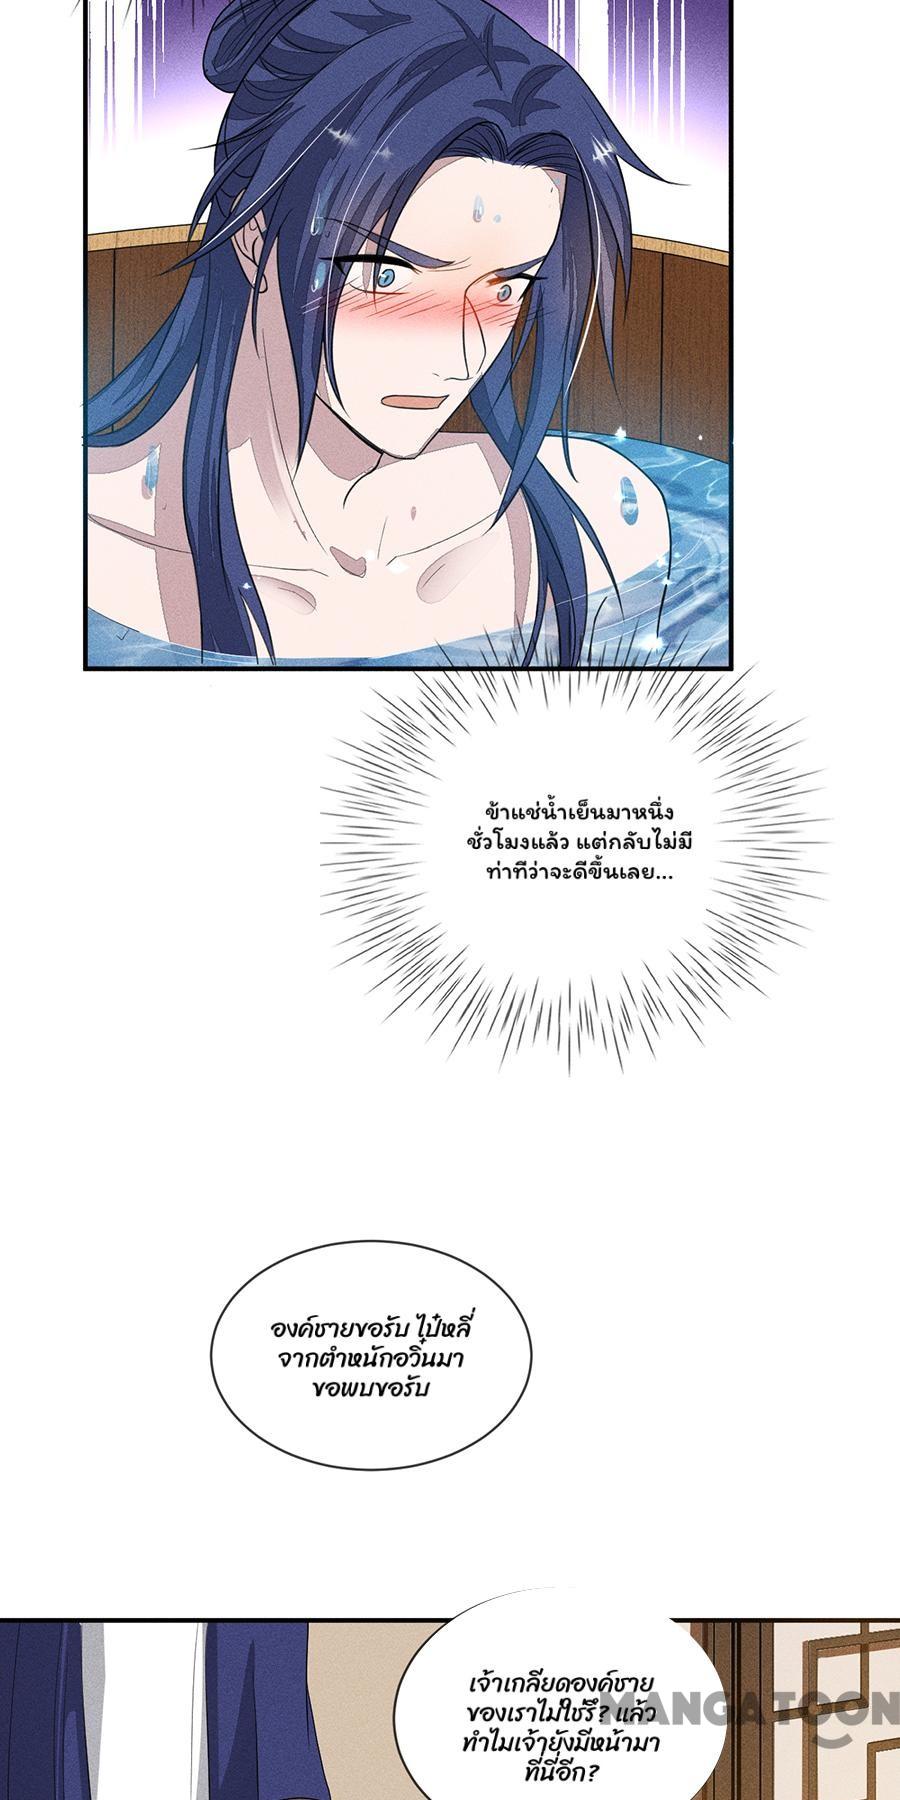 ข้าแช่น้ำเย็นมาหนึ่ง
ชั่วโมงแล้ว แต่กลับไม่มี
ท่าทีว่าจะดีขึ้นเลย...
องค์ชายขอรับ ไป๋หลี่
จากตำหนักอวิ๋นมา
ขอพบขอรับ
เจ้าเกลียดองค์ชาย
ของเราไม่ใช่รึ? แล้ว
ทำไมเจ้ายังมีหน้ามา
ที่นี่อีก?
MANGATOON